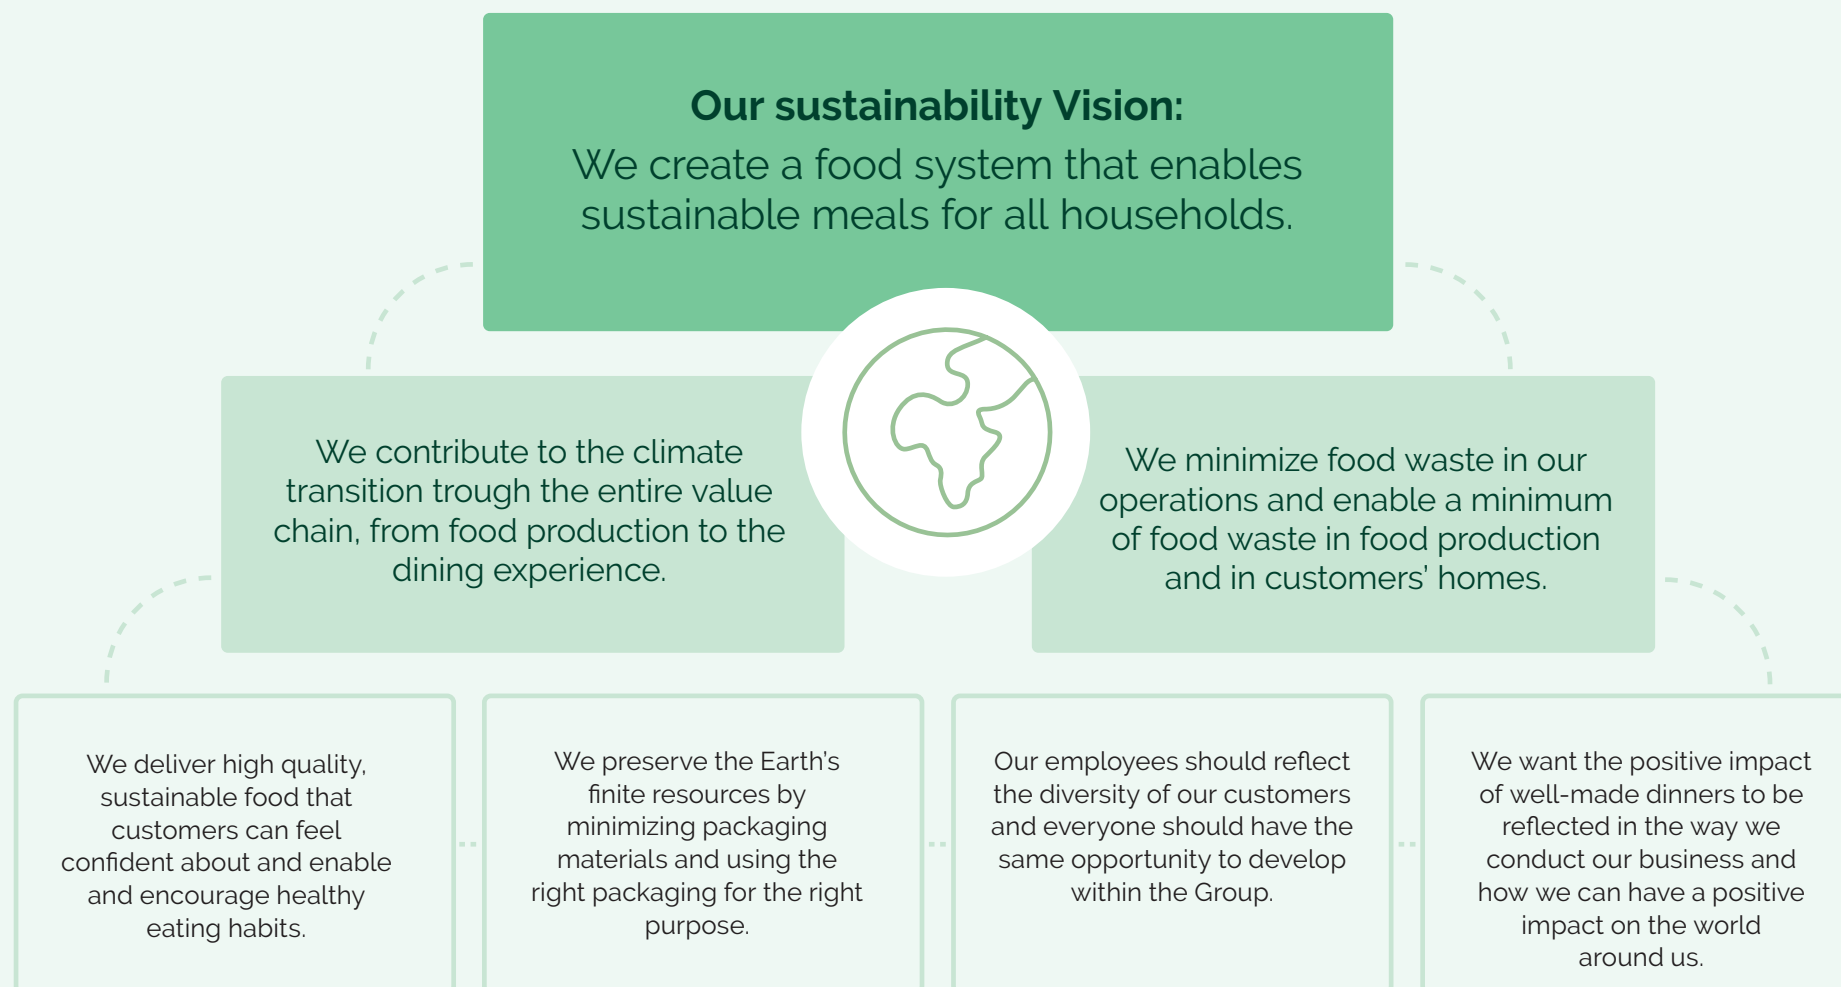 Our sustainability Vision:
We create a food system that enables
sustainable meals for all households.
We contribute to the climate
transition trough the entire value
chain, from food production to the
dining experience.
We minimize food waste in our
operations and enable a minimum
of food waste in food production
and in customers’ homes.
We deliver high quality,
sustainable food that
customers can feel
confident about and enable
and encourage healthy
eating habits.
We preserve the Earth’s
finite resources by
minimizing packaging
materials and using the
right packaging for the right
purpose.
Our employees should reflect
the diversity of our customers
and everyone should have the
same opportunity to develop
within the Group.
We want the positive impact
of well-made dinners to be
reflected in the way we
conduct our business and
how we can have a positive
impact on the world
around us.